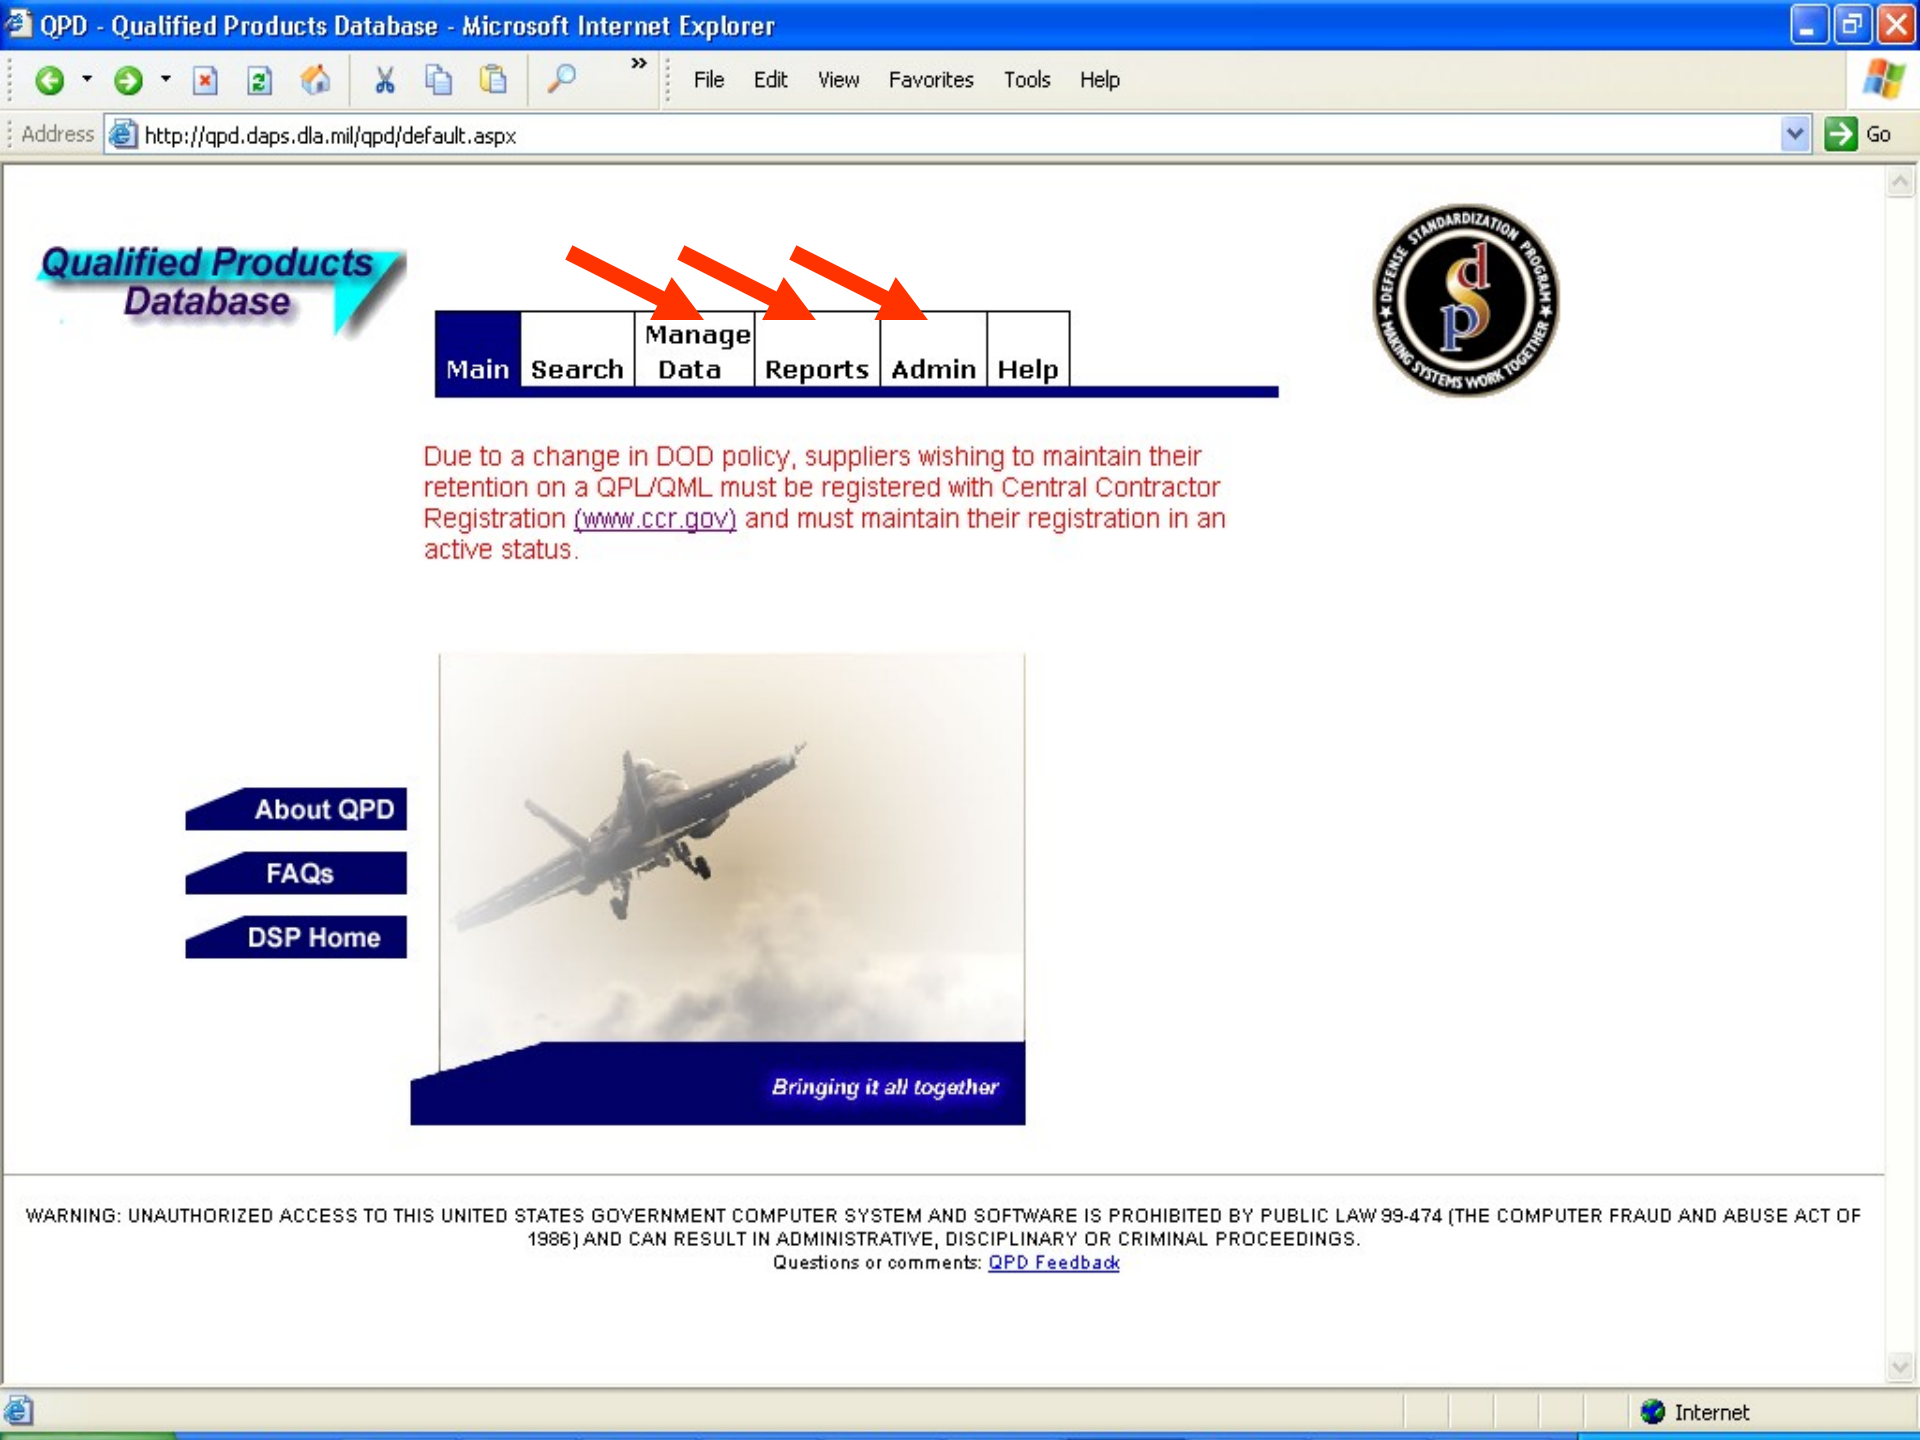 QPD - Qualified Products Database - Microsoft Internet Explorer
» File Edit View Favorites Tools Help
Address http://qpd.daps.dla.mil/qpd/default.aspx Go
Qualified Products
Database
Main Search Manage Data Reports Admin Help
★ DEFENSE STANDARDIZATION PROGRAM ★ MAKING SYSTEMS WORK TOGETHER
dsp
Due to a change in DOD policy, suppliers wishing to maintain their
retention on a QPL/QML must be registered with Central Contractor
Registration (www.ccr.gov) and must maintain their registration in an
active status.
About QPD
FAQs
DSP Home
Bringing it all together
WARNING: UNAUTHORIZED ACCESS TO THIS UNITED STATES GOVERNMENT COMPUTER SYSTEM AND SOFTWARE IS PROHIBITED BY PUBLIC LAW 99-474 (THE COMPUTER FRAUD AND ABUSE ACT OF
1986) AND CAN RESULT IN ADMINISTRATIVE, DISCIPLINARY OR CRIMINAL PROCEEDINGS.
Questions or comments: QPD Feedback
Internet